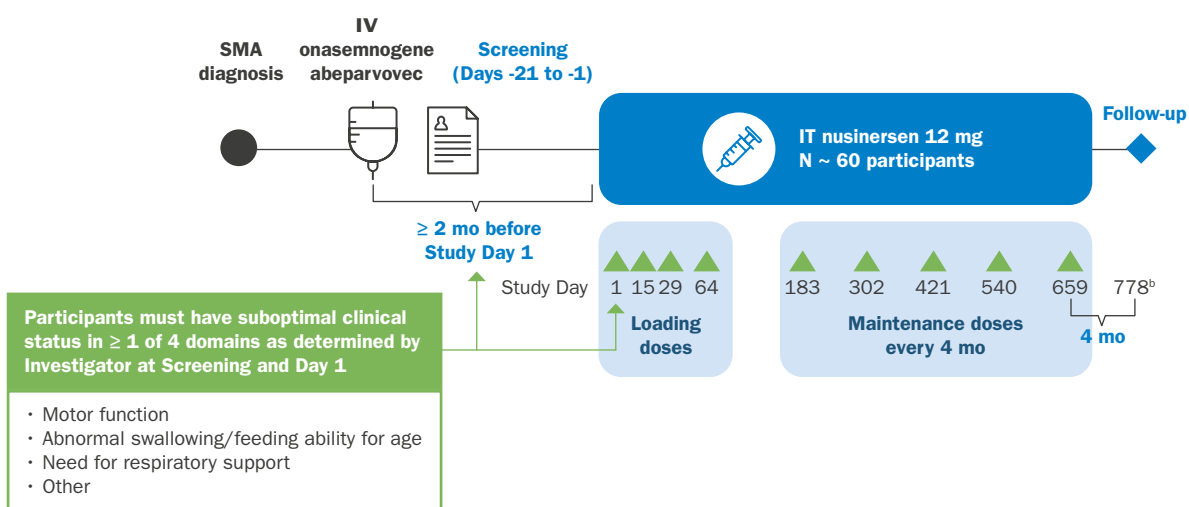 SMA
diagnosis
IV
onasemnogene
abeparvovec
Screening
(Days -21 to -1)
IT nusinersen 12 mg
N ~ 60 participants
Follow-up
≥ 2 mo before
Study Day 1
Study Day
1 15 29 64
183 302 421 540 659 778ᵇ
Loading
doses
Maintenance doses
every 4 mo
4 mo
Participants must have suboptimal clinical
status in ≥ 1 of 4 domains as determined by
Investigator at Screening and Day 1
· Motor function
· Abnormal swallowing/feeding ability for age
· Need for respiratory support
· Other